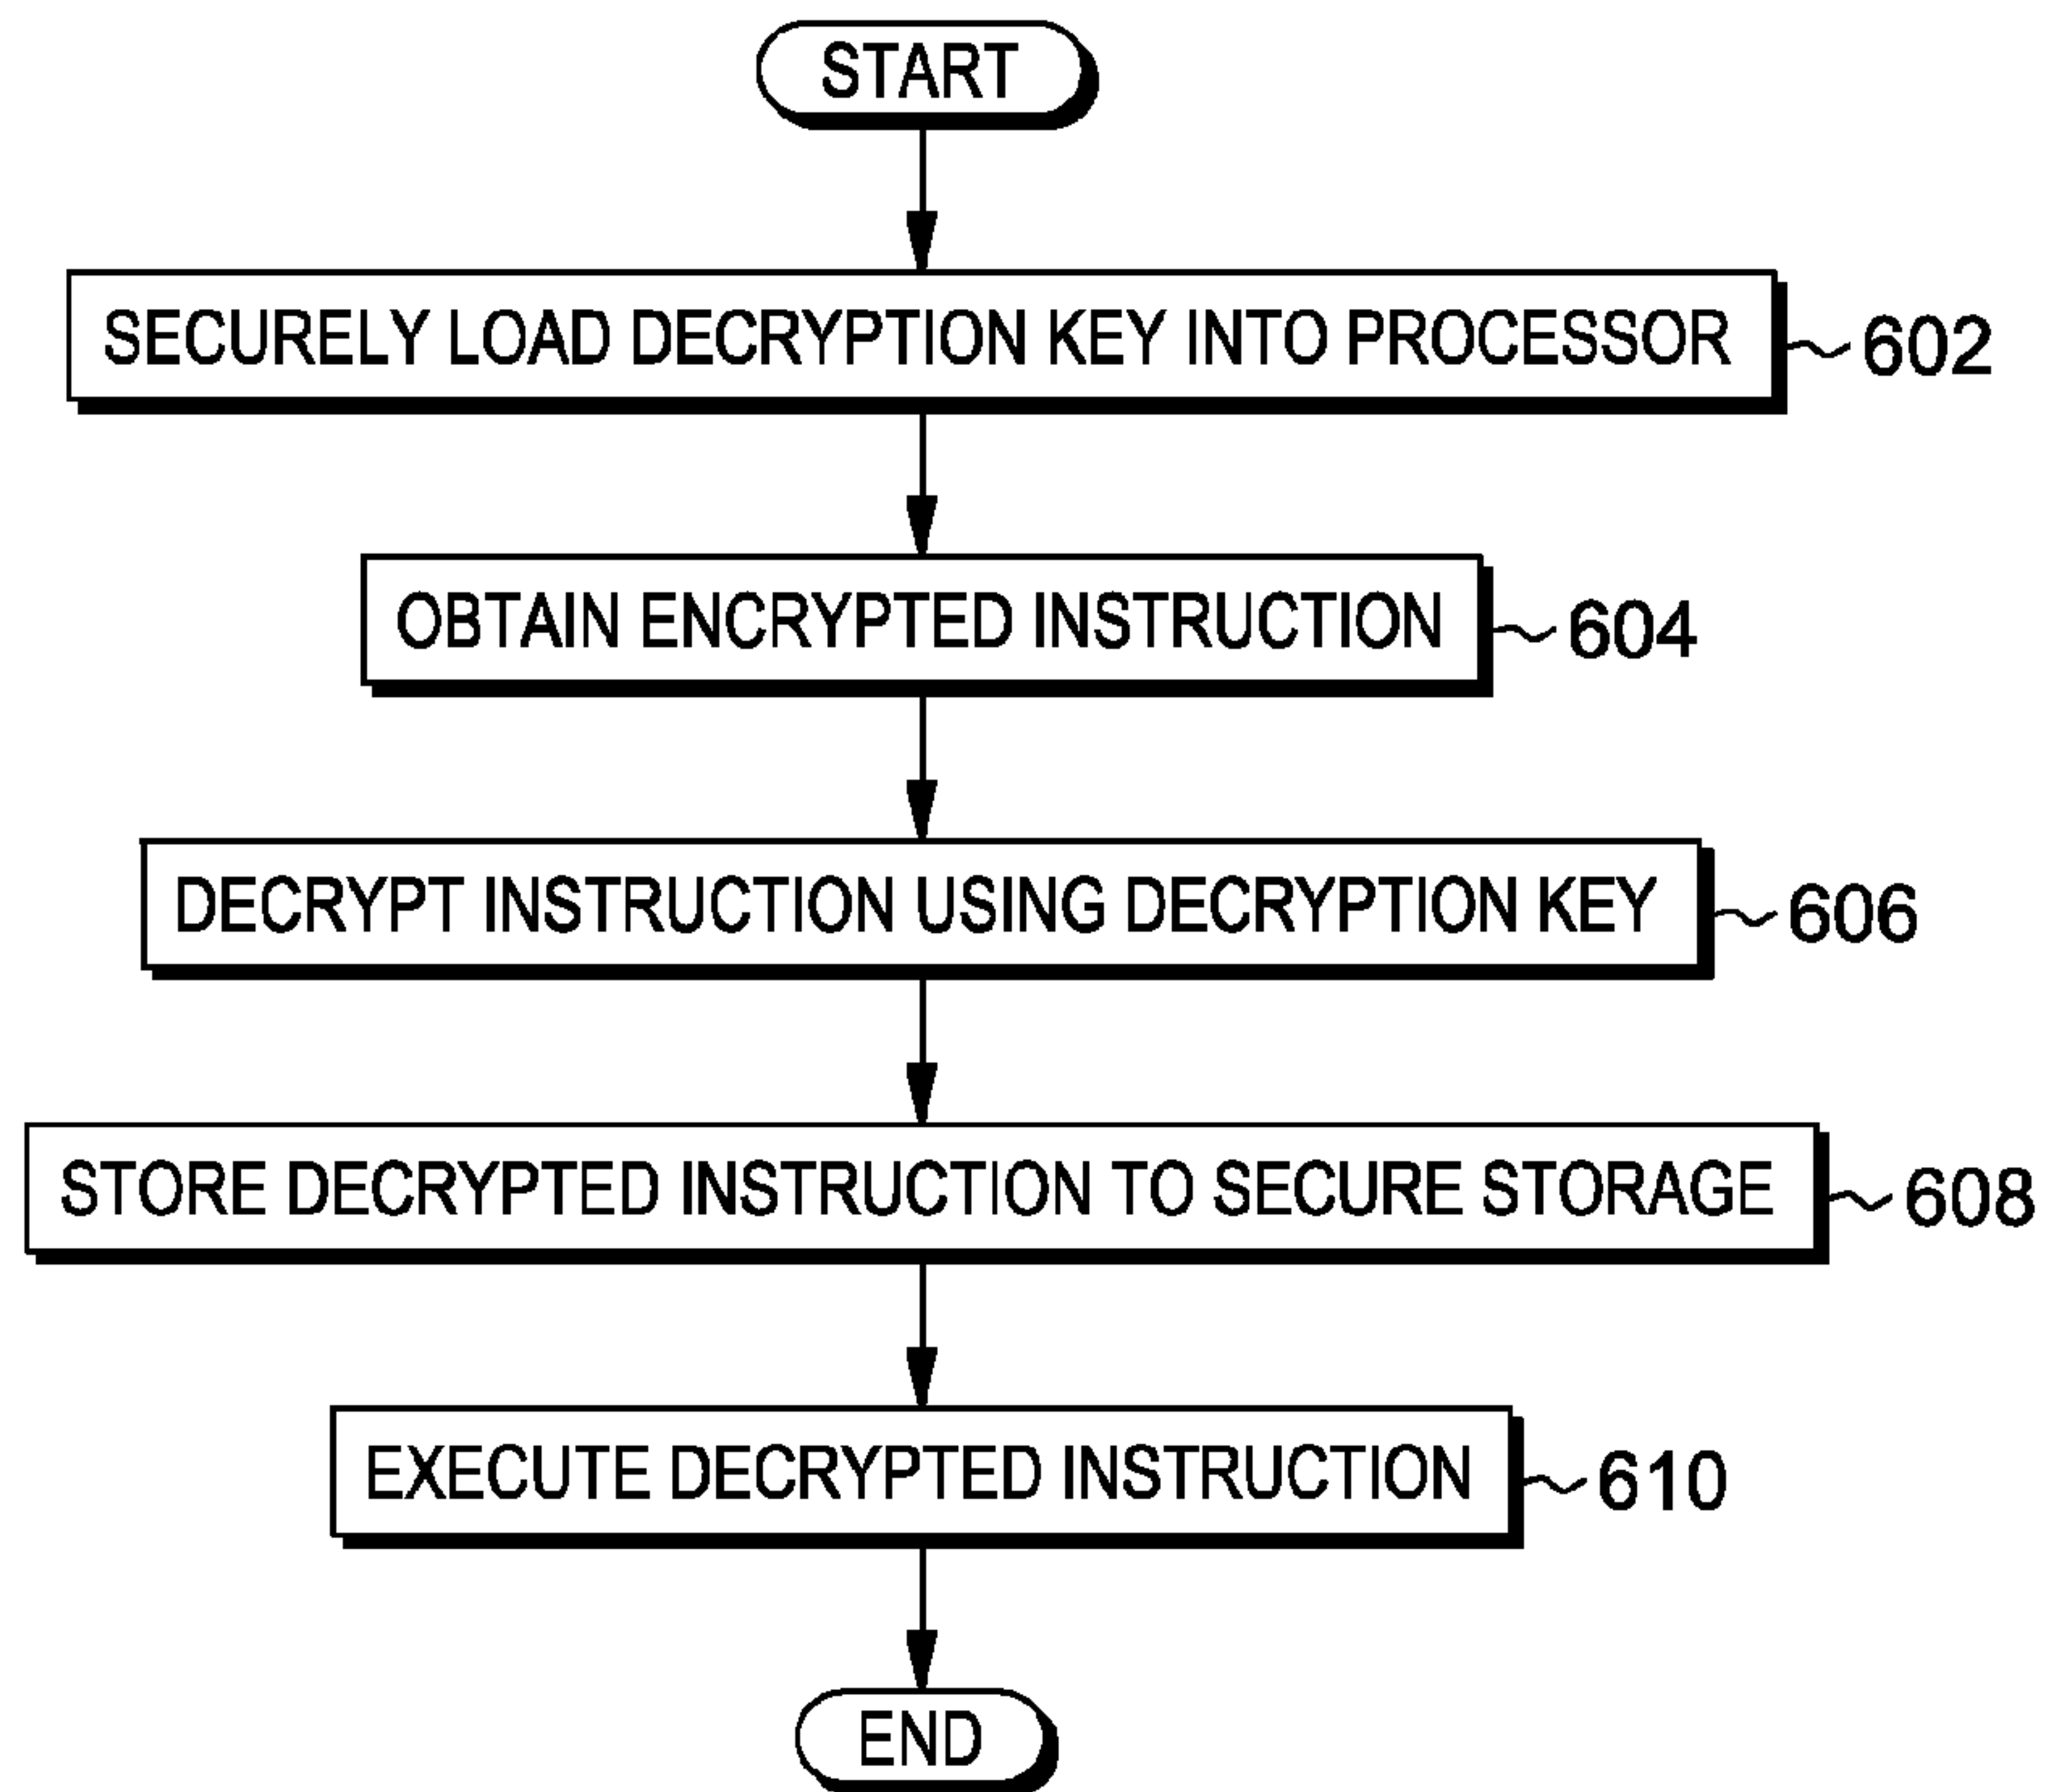 START
SECURELY LOAD DECRYPTION KEY INTO PROCESSOR
602
OBTAIN ENCRYPTED INSTRUCTION
604
DECRYPT INSTRUCTION USING DECRYPTION KEY
606
STORE DECRYPTED INSTRUCTION TO SECURE STORAGE
608
EXECUTE DECRYPTED INSTRUCTION
610
END